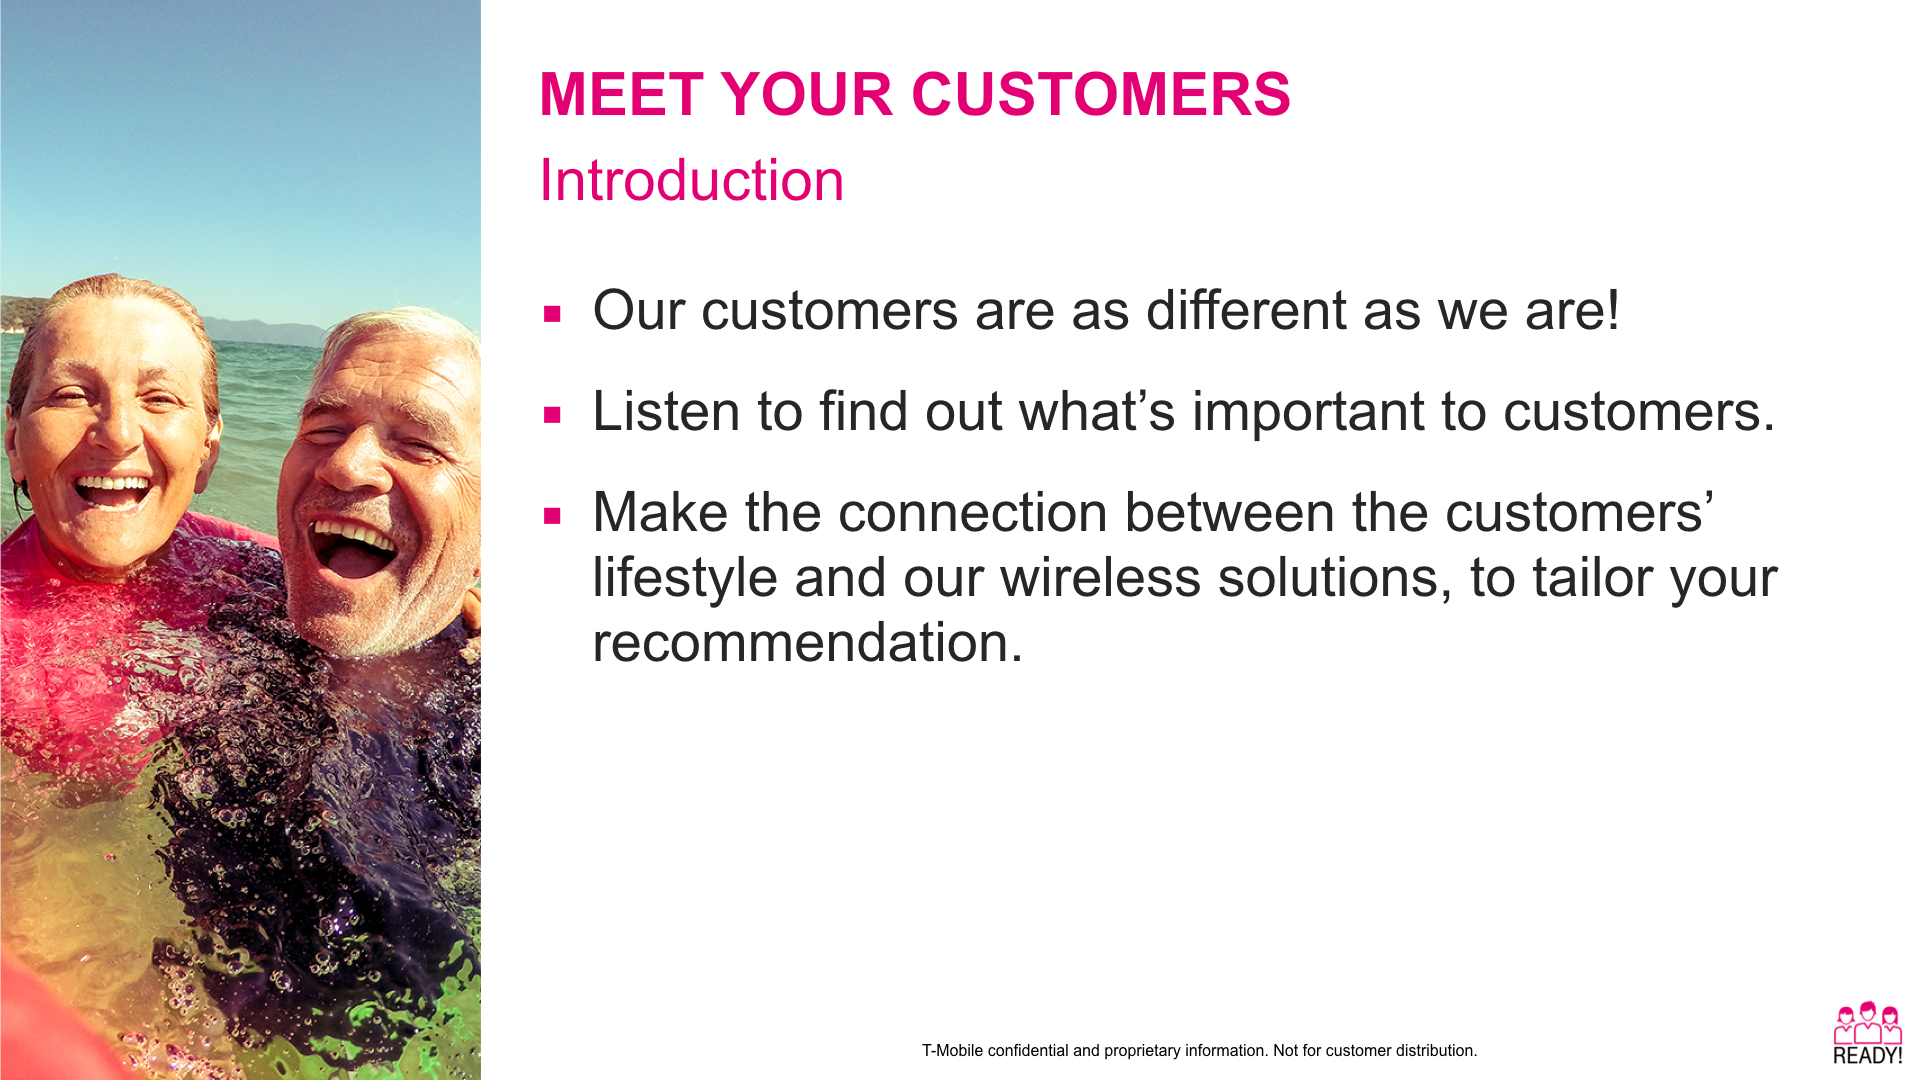 MEET YOUR CUSTOMERS
Introduction
▪ Our customers are as different as we are!
▪ Listen to find out what’s important to customers.
▪ Make the connection between the customers’
lifestyle and our wireless solutions, to tailor your
recommendation.
T-Mobile confidential and proprietary information. Not for customer distribution.
READY!